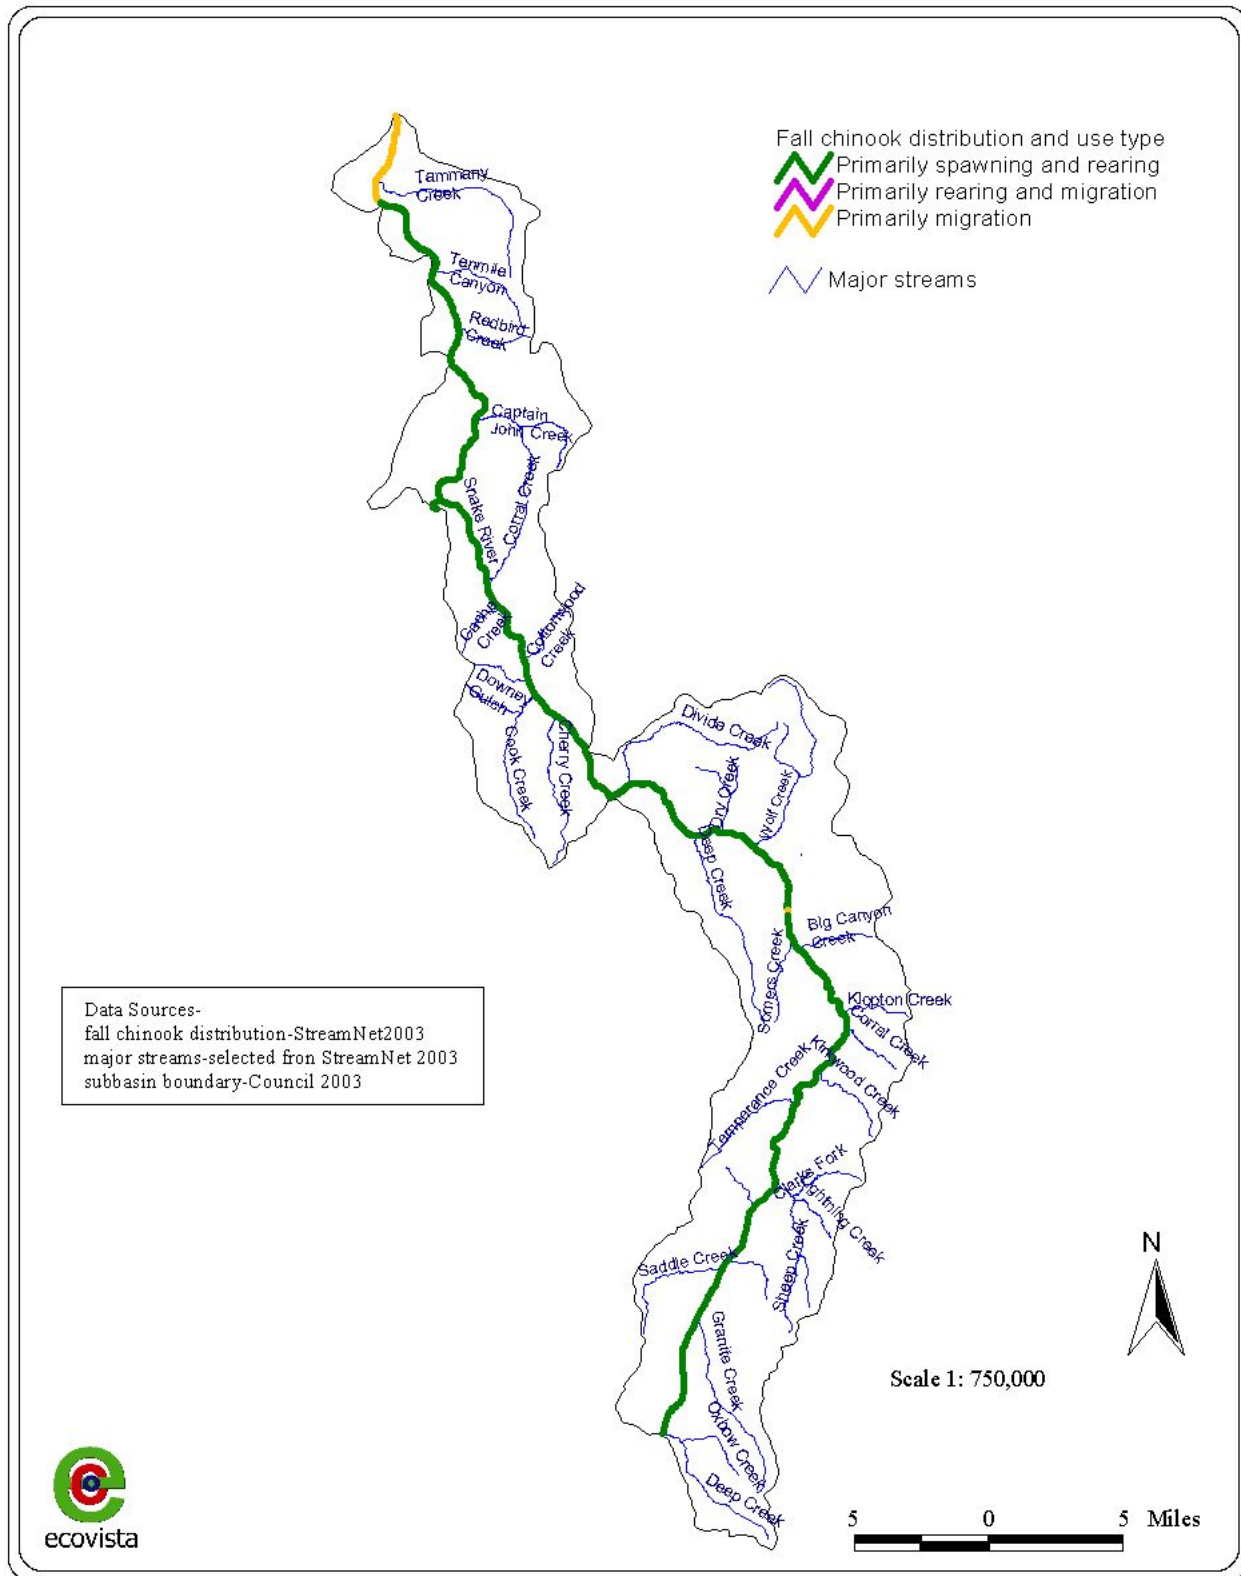 Fall chinook distribution and use type
Primarily spawning and rearing
Primarily rearing and migration
Primarily migration
Major streams
Tammany
Creek
Tenmile
Canyon
Redbird
Creek
Captain
John Creek
Snake River
Corral Creek
Cache
Creek
Cottonwood
Creek
Downey
Gulch
Cook Creek
Cherry Creek
Divide Creek
Dry Creek
Wolf Creek
Deep Creek
Big Canyon
Creek
Somers Creek
Klopton Creek
Corral Creek
Kirkwood Creek
Temperance Creek
Clarks Fork
Lightning Creek
Sheep Creek
Saddle Creek
Granite Creek
Oxbow Creek
Deep Creek
Data Sources-
fall chinook distribution-StreamNet2003
major streams-selected fron StreamNet 2003
subbasin boundary-Council 2003
N
Scale 1: 750,000
5 0 5 Miles
ecovista